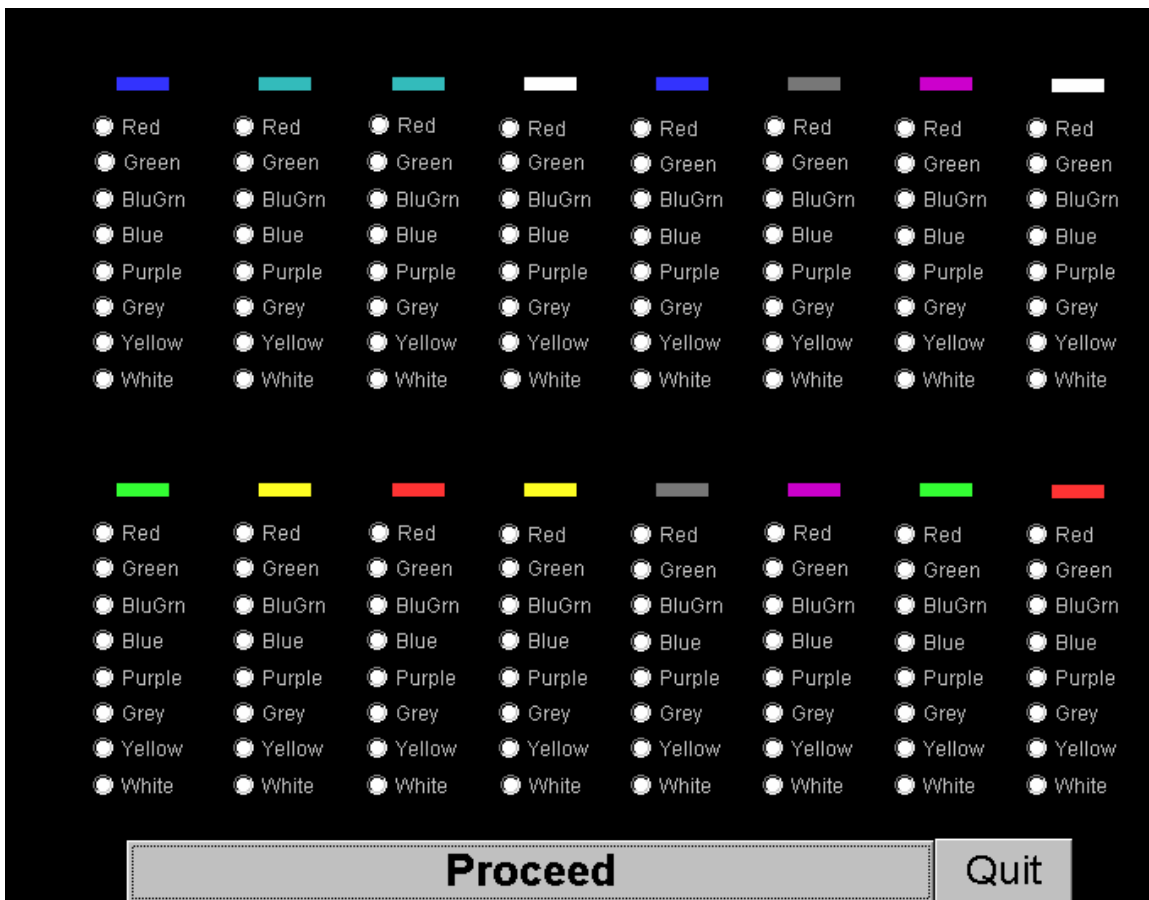 Red Red Red Red Red Red Red Red
Green Green Green Green Green Green Green Green
BluGrn BluGrn BluGrn BluGrn BluGrn BluGrn BluGrn BluGrn
Blue Blue Blue Blue Blue Blue Blue Blue
Purple Purple Purple Purple Purple Purple Purple Purple
Grey Grey Grey Grey Grey Grey Grey Grey
Yellow Yellow Yellow Yellow Yellow Yellow Yellow Yellow
White White White White White White White White
Red Red Red Red Red Red Red Red
Green Green Green Green Green Green Green Green
BluGrn BluGrn BluGrn BluGrn BluGrn BluGrn BluGrn BluGrn
Blue Blue Blue Blue Blue Blue Blue Blue
Purple Purple Purple Purple Purple Purple Purple Purple
Grey Grey Grey Grey Grey Grey Grey Grey
Yellow Yellow Yellow Yellow Yellow Yellow Yellow Yellow
White White White White White White White White
Proceed Quit